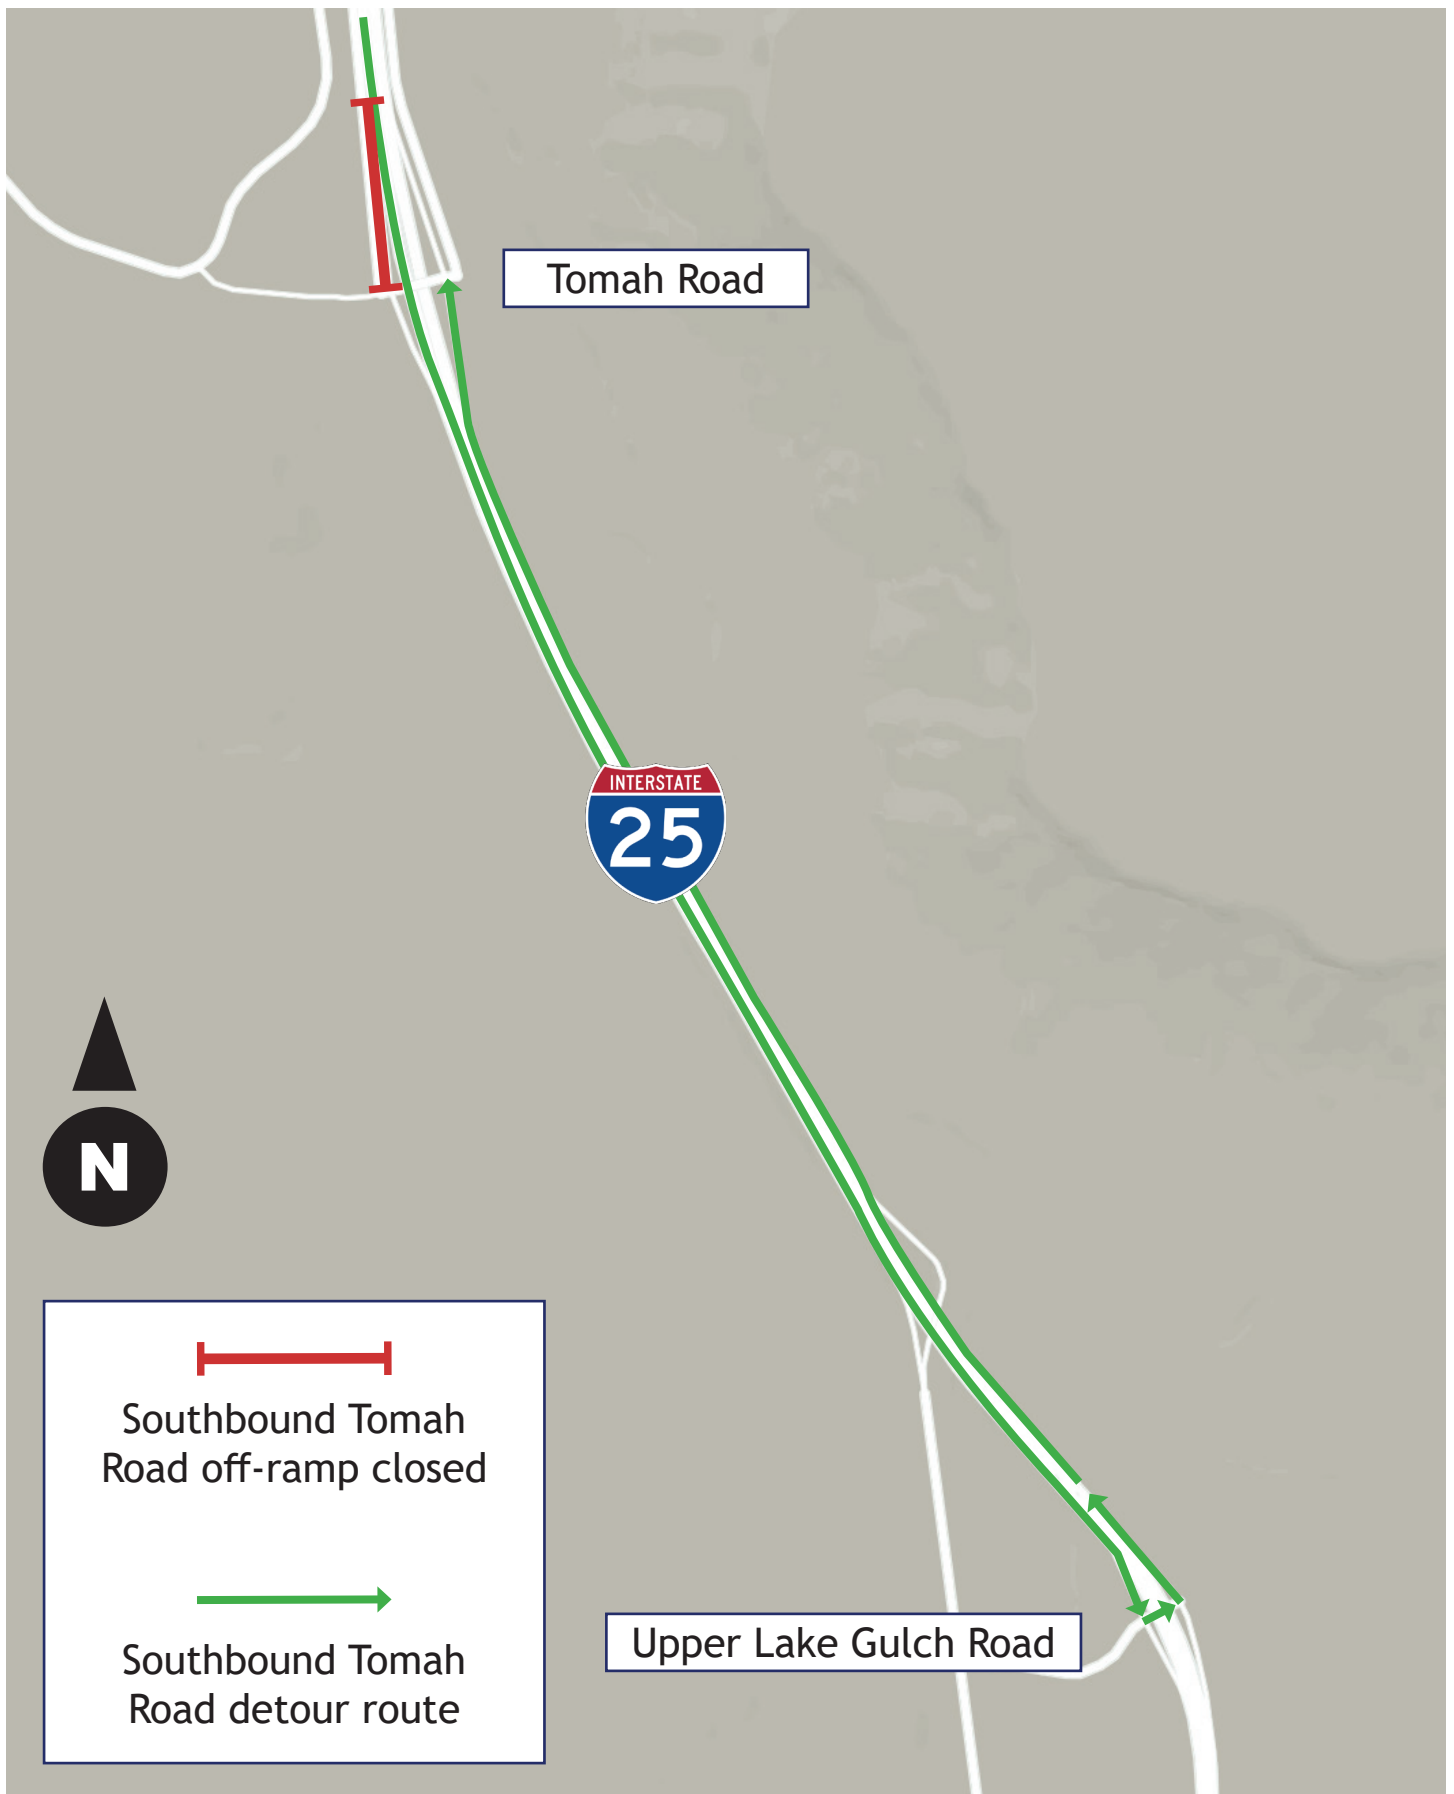 Tomah Road
INTERSTATE
25
N
Southbound Tomah
Road off-ramp closed
Southbound Tomah
Road detour route
Upper Lake Gulch Road